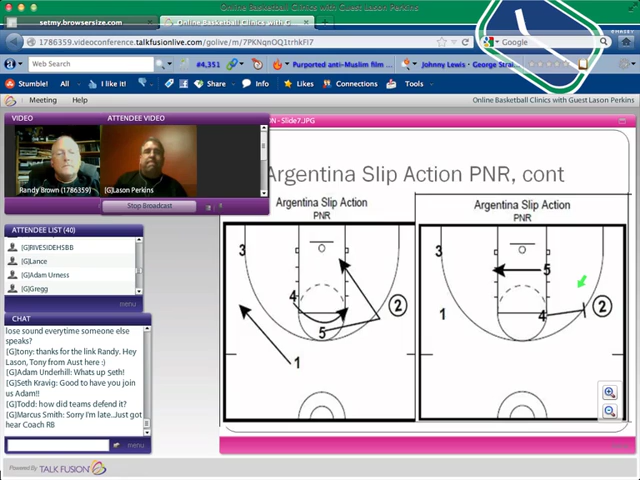 Online Basketball Clinics with Guest Lason Perkins
setmy.browsersize.com
Online Basketball Clinics with G
1786359.videoconference.talkfusionlive.com/golive/m/7PKNqnOQ1trhkFI7
Google
Web Search
#4,351
Purported anti-Muslim film ...
Johnny Lewis - George Strai
Stumble!
All
I like it!
Share
Info
Likes
Connections
Tools
Meeting
Help
Online Basketball Clinics with Guest Lason Perkins
VIDEO
ATTENDEE VIDEO
Randy Brown (1786359)
[G]Lason Perkins
Stop Broadcast
N - Slide7.JPG
Argentina Slip Action PNR, cont
Argentina Slip Action
PNR
3
4
5
2
1
Argentina Slip Action
PNR
3
5
1
4
2
ATTENDEE LIST (40)
[G]RIVESIDEHSBB
[G]Lance
[G]Adam Urness
[G]Gregg
menu
CHAT
lose sound everytime someone else
speaks?
[G]tony: thanks for the link Randy. Hey
Lason, Tony from Aust here :)
[G]Adam Underhill: Whats up Seth!
[G]Seth Kravig: Good to have you join
us Adam!!
[G]Todd: how did teams defend it?
[G]Marcus Smith: Sorry I'm late..Just got
hear Coach RB
menu
Powered By TALK FUSION